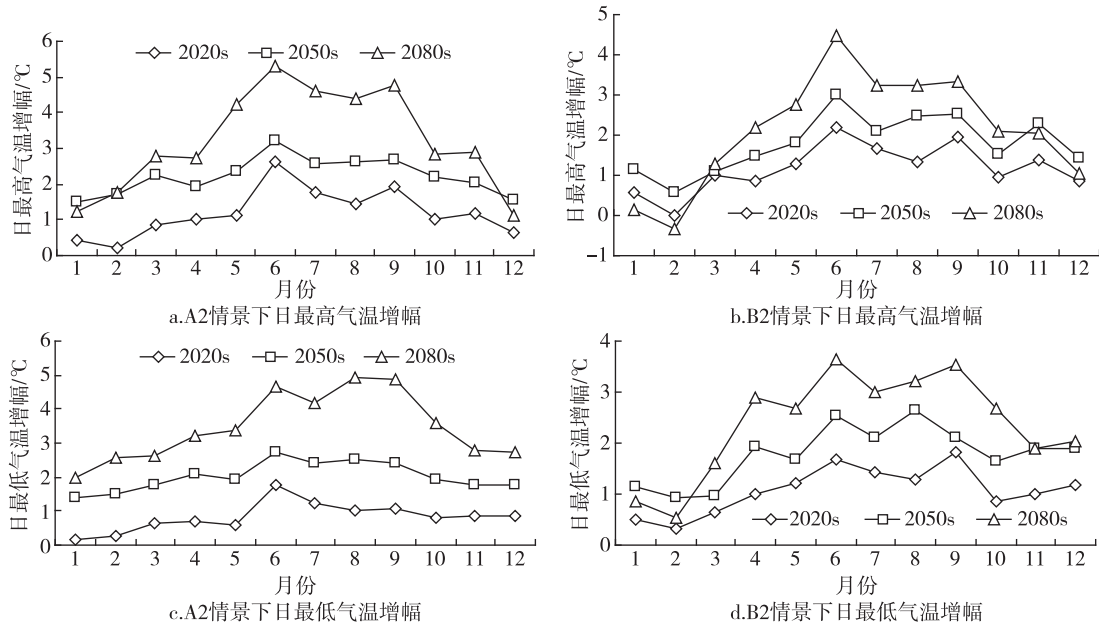 日最高气温增幅/℃
6
5
4
3
2
1
0
2020s 2050s 2080s
1 2 3 4 5 6 7 8 9 10 11 12
月份
a.A2情景下日最高气温增幅
日最高气温增幅/℃
5
4
3
2
1
0
-1
2020s 2050s 2080s
1 2 3 4 5 6 7 8 9 10 11 12
月份
b.B2情景下日最高气温增幅
日最低气温增幅/℃
6
5
4
3
2
1
0
2020s 2050s 2080s
1 2 3 4 5 6 7 8 9 10 11 12
月份
c.A2情景下日最低气温增幅
日最低气温增幅/℃
4
3
2
1
0
2020s 2050s 2080s
1 2 3 4 5 6 7 8 9 10 11 12
月份
d.B2情景下日最低气温增幅